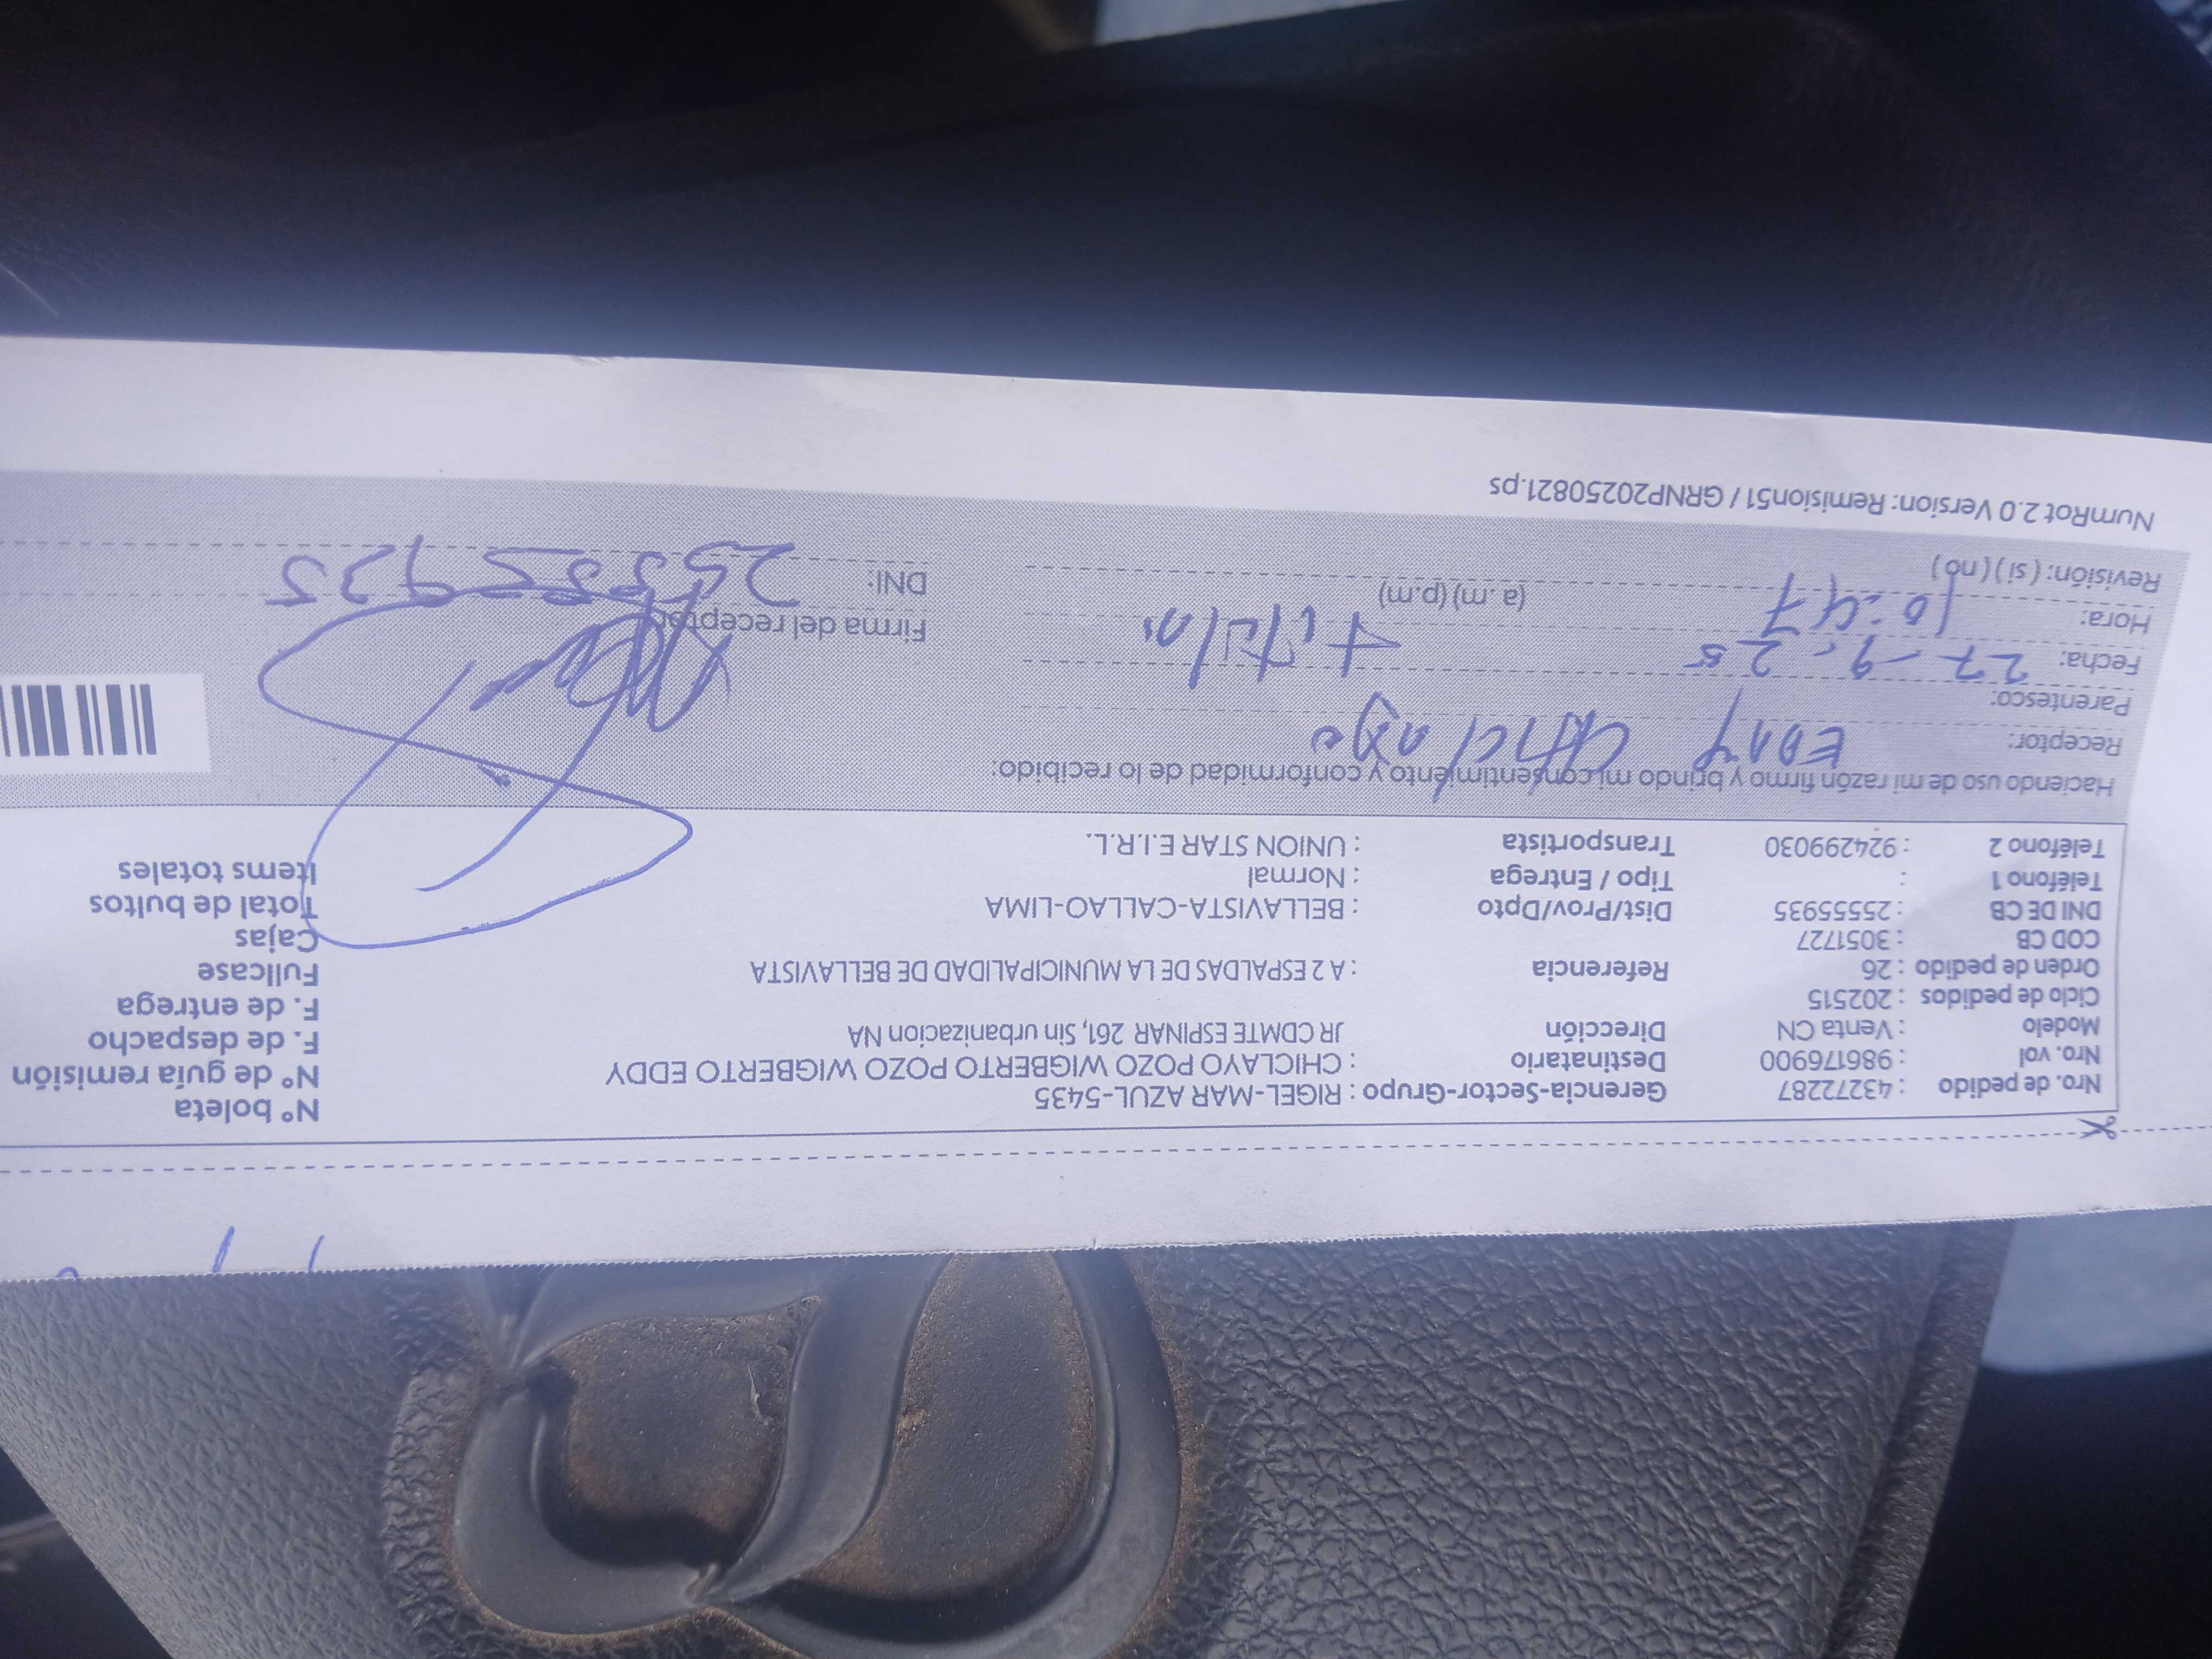 Nro. de pedido : 43272287 Gerencia-Sector-Grupo : RIGEL-MAR AZUL-5435 N° boleta
Nro. vol : 986176900 Destinatario : CHICLAYO POZO WIGBERTO POZO WIGBERTO EDDY N° de guía remisión
Modelo : Venta CN Dirección JR CDMTE ESPINAR 261, Sin urbanizacion NA F. de despacho
Ciclo de pedidos : 202515 F. de entrega
Orden de pedido : 26 Referencia : A 2 ESPALDAS DE LA MUNICIPALIDAD DE BELLAVISTA Fullcase
COD CB : 3051727 Cajas
DNI DE CB : 25555935 Dist/Prov/Dpto : BELLAVISTA-CALLAO-LIMA Total de bultos
Teléfono 1 : Tipo / Entrega : Normal Items totales
Teléfono 2 : 924299030 Transportista : UNION STAR E.I.R.L.
Haciendo uso de mi razón firmo y brindo mi consentimiento y conformidad de lo recibido:
Receptor: EDDY Chiclayo
Parentesco: titular
Fecha: 27-9-25
Hora: 10:47 (a. m) (p.m) Firma del receptor
Revisión: ( si ) ( no ) DNI: 25555935
NumRot 2.0 Version: Remision51 / GRNP20250821.ps